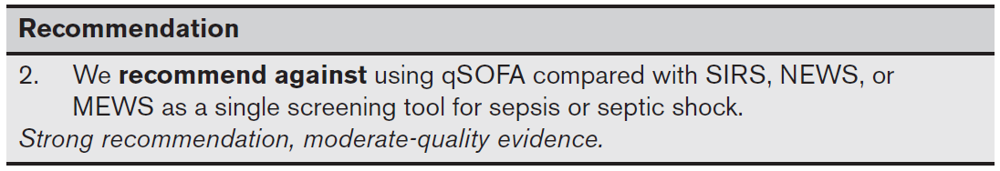 Recommendation
2. We recommend against using qSOFA compared with SIRS, NEWS, or
MEWS as a single screening tool for sepsis or septic shock.
Strong recommendation, moderate-quality evidence.